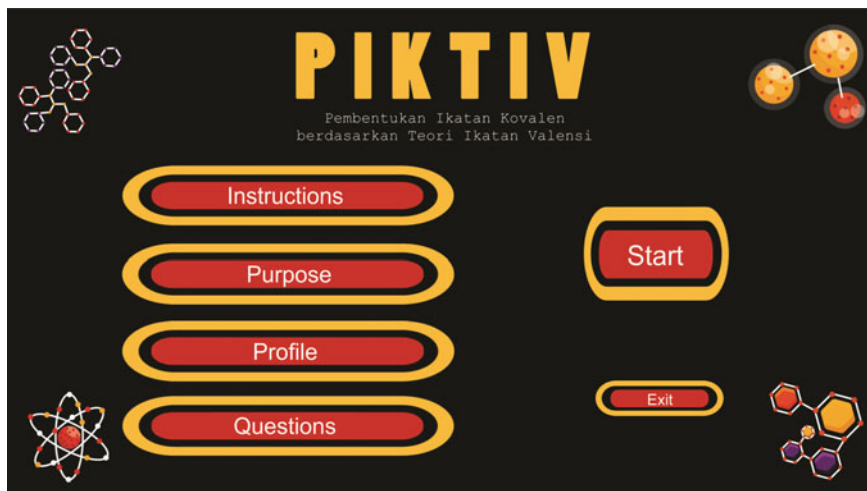 PIKTIV
Pembentukan Ikatan Kovalen
berdasarkan Teori Ikatan Valensi
Instructions
Purpose
Profile
Questions
Start
Exit